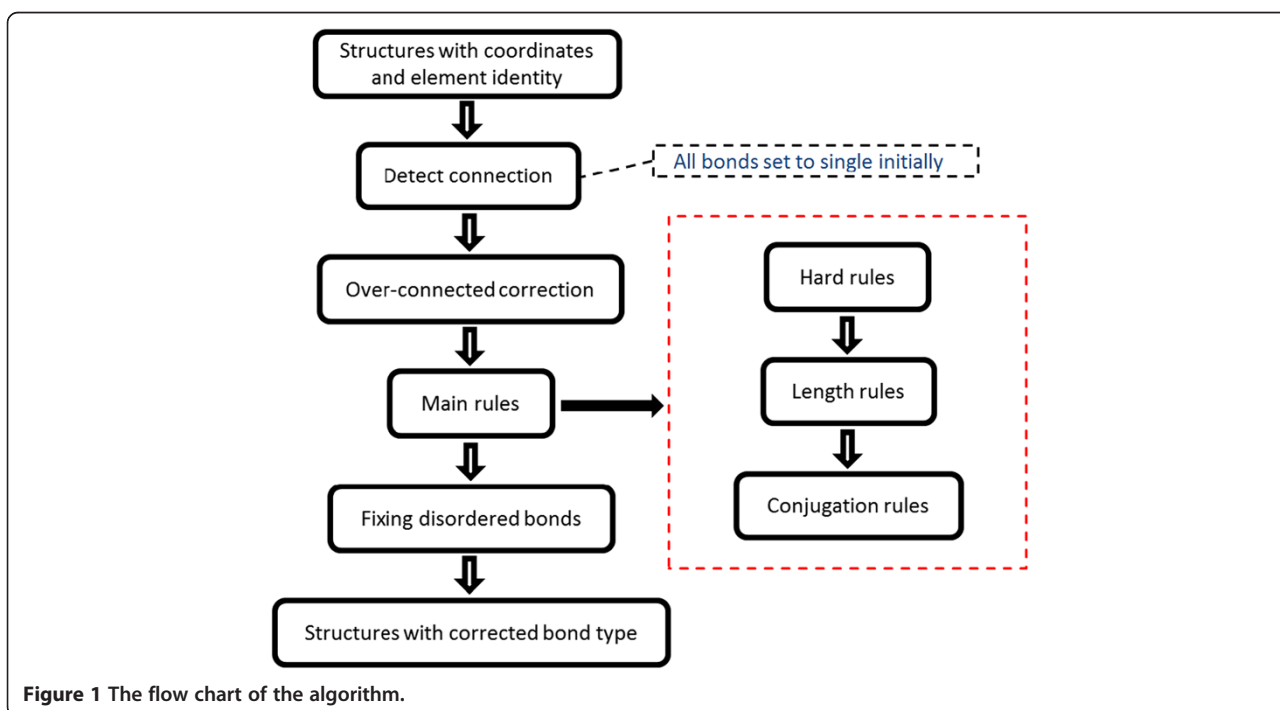 Structures with coordinates
and element identity
Detect connection
All bonds set to single initially
Over-connected correction
Main rules
Hard rules
Length rules
Conjugation rules
Fixing disordered bonds
Structures with corrected bond type
Figure 1 The flow chart of the algorithm.